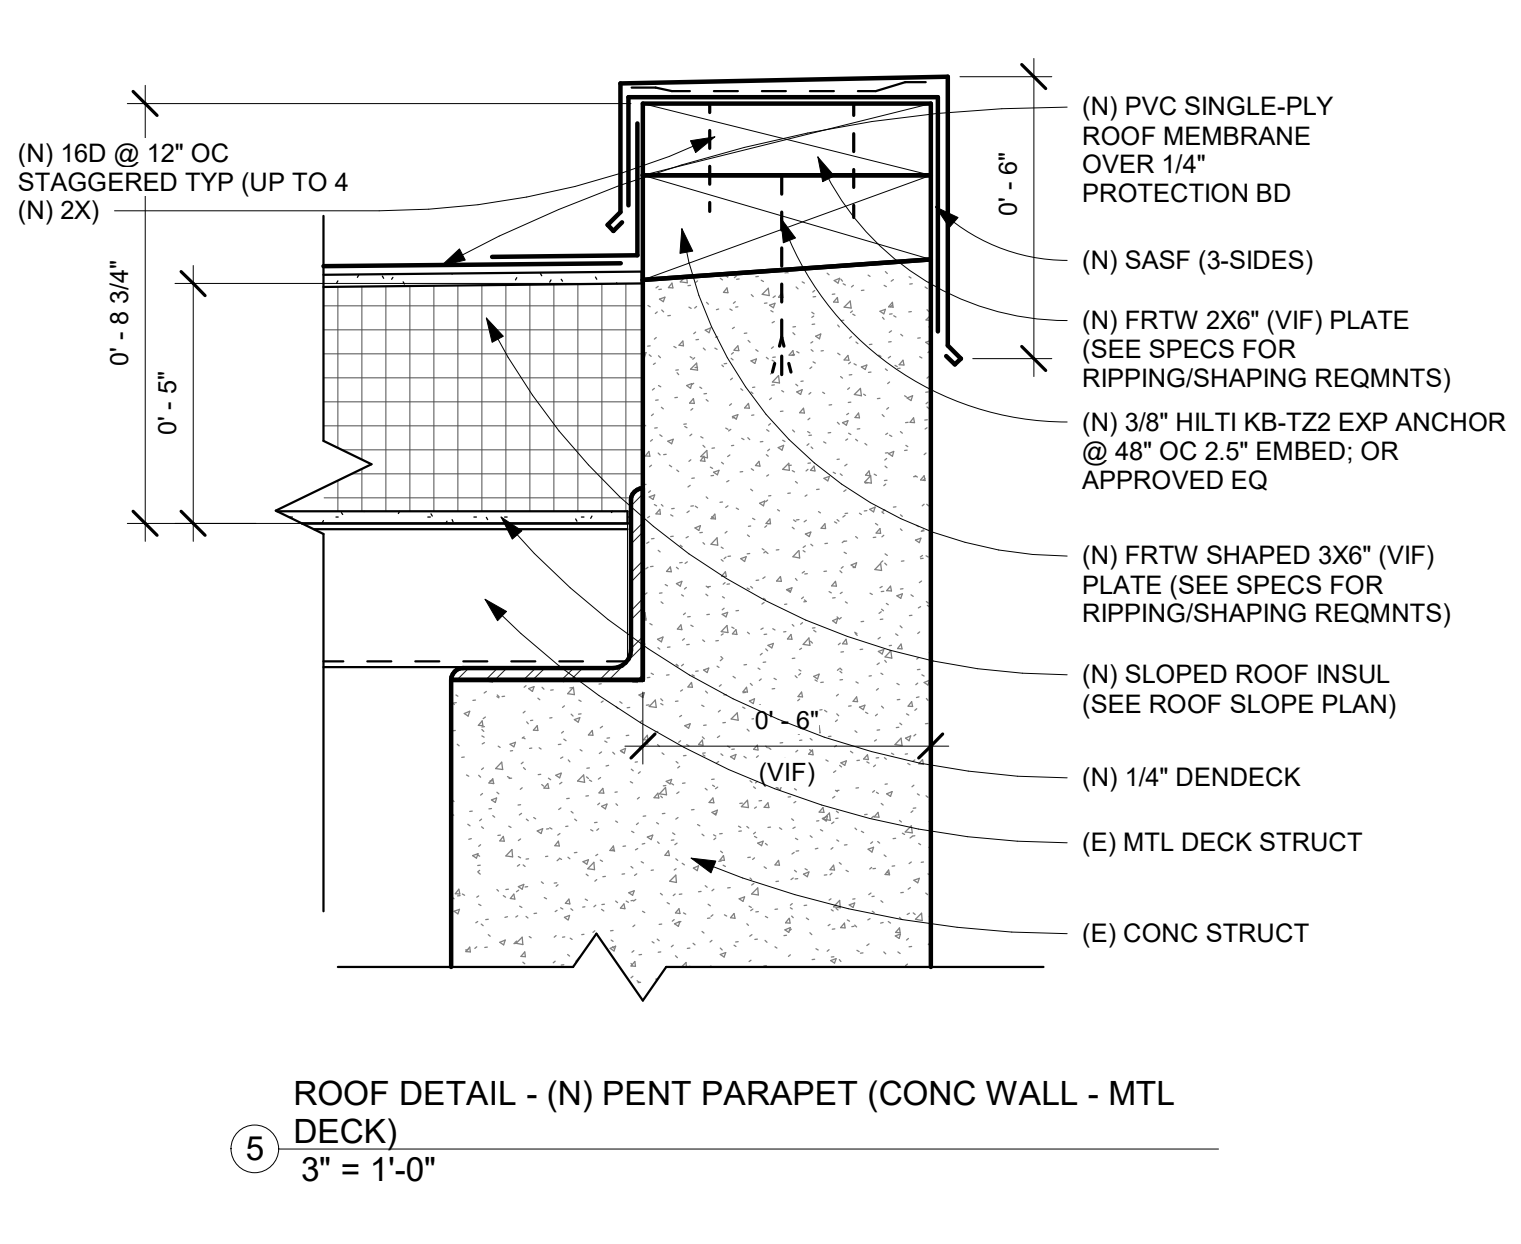 (N) 16D @ 12" OC
STAGGERED TYP (UP TO 4
(N) 2X)
0' - 8 3/4"
0' - 5"
0' - 6"
(N) PVC SINGLE-PLY
ROOF MEMBRANE
OVER 1/4"
PROTECTION BD
(N) SASF (3-SIDES)
(N) FRTW 2X6" (VIF) PLATE
(SEE SPECS FOR
RIPPING/SHAPING REQMNTS)
(N) 3/8" HILTI KB-TZ2 EXP ANCHOR
@ 48" OC 2.5" EMBED; OR
APPROVED EQ
(N) FRTW SHAPED 3X6" (VIF)
PLATE (SEE SPECS FOR
RIPPING/SHAPING REQMNTS)
(N) SLOPED ROOF INSUL
(SEE ROOF SLOPE PLAN)
0' - 6"
(VIF)
(N) 1/4" DENDECK
(E) MTL DECK STRUCT
(E) CONC STRUCT
ROOF DETAIL - (N) PENT PARAPET (CONC WALL - MTL
DECK)
5
3" = 1'-0"